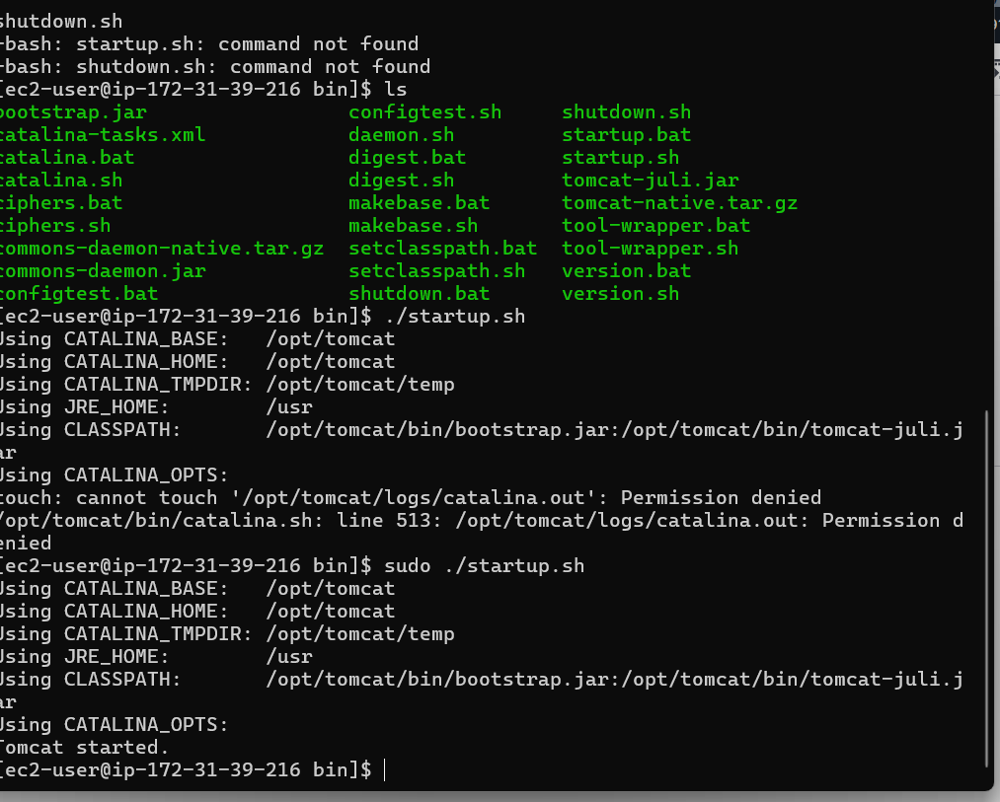 shutdown.sh
-bash: startup.sh: command not found
-bash: shutdown.sh: command not found
[ec2-user@ip-172-31-39-216 bin]$ ls
bootstrap.jar configtest.sh shutdown.sh
catalina-tasks.xml daemon.sh startup.bat
catalina.bat digest.bat startup.sh
catalina.sh digest.sh tomcat-juli.jar
ciphers.bat makebase.bat tomcat-native.tar.gz
ciphers.sh makebase.sh tool-wrapper.bat
commons-daemon-native.tar.gz setclasspath.bat tool-wrapper.sh
commons-daemon.jar setclasspath.sh version.bat
configtest.bat shutdown.bat version.sh
[ec2-user@ip-172-31-39-216 bin]$ ./startup.sh
Using CATALINA_BASE: /opt/tomcat
Using CATALINA_HOME: /opt/tomcat
Using CATALINA_TMPDIR: /opt/tomcat/temp
Using JRE_HOME: /usr
Using CLASSPATH: /opt/tomcat/bin/bootstrap.jar:/opt/tomcat/bin/tomcat-juli.j
ar
Using CATALINA_OPTS:
touch: cannot touch '/opt/tomcat/logs/catalina.out': Permission denied
/opt/tomcat/bin/catalina.sh: line 513: /opt/tomcat/logs/catalina.out: Permission d
enied
[ec2-user@ip-172-31-39-216 bin]$ sudo ./startup.sh
Using CATALINA_BASE: /opt/tomcat
Using CATALINA_HOME: /opt/tomcat
Using CATALINA_TMPDIR: /opt/tomcat/temp
Using JRE_HOME: /usr
Using CLASSPATH: /opt/tomcat/bin/bootstrap.jar:/opt/tomcat/bin/tomcat-juli.j
ar
Using CATALINA_OPTS:
Tomcat started.
[ec2-user@ip-172-31-39-216 bin]$